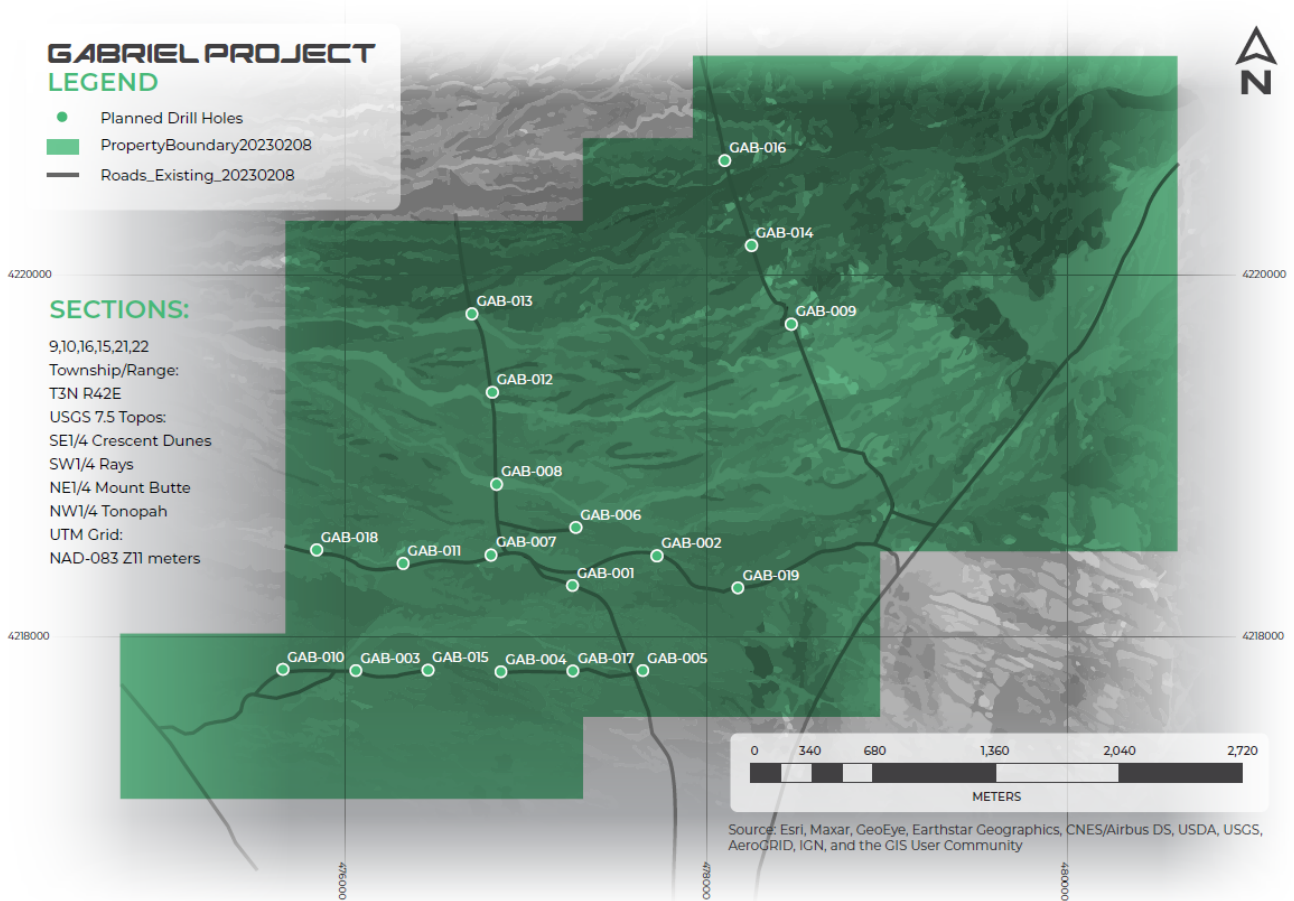 GABRIEL PROJECT
LEGEND
Planned Drill Holes
PropertyBoundary20230208
Roads_Existing_20230208
N
GAB-016
GAB-014
4220000
4220000
SECTIONS:
9,10,16,15,21,22
Township/Range:
T3N R42E
USGS 7.5 Topos:
SE1/4 Crescent Dunes
SW1/4 Rays
NE1/4 Mount Butte
NW1/4 Tonopah
UTM Grid:
NAD-083 Z11 meters
GAB-013
GAB-009
GAB-012
GAB-008
GAB-006
GAB-018
GAB-011
GAB-007
GAB-002
GAB-001
GAB-019
4218000
4218000
GAB-010
GAB-003
GAB-015
GAB-004
GAB-017
GAB-005
0 340 680 1,360 2,040 2,720
METERS
Source: Esri, Maxar, GeoEye, Earthstar Geographics, CNES/Airbus DS, USDA, USGS,
AeroGRID, IGN, and the GIS User Community
476000
478000
480000